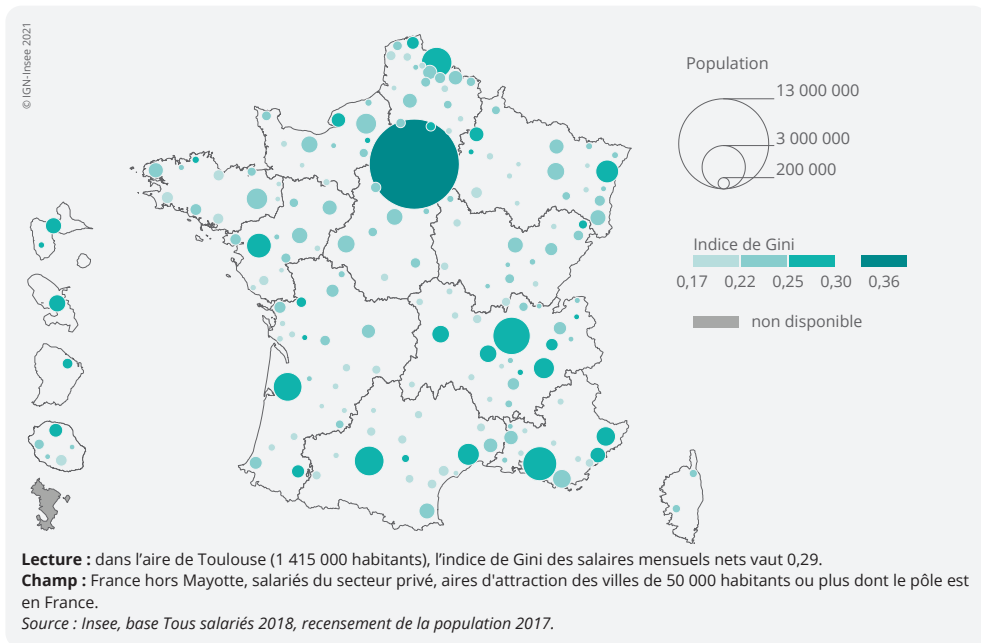 © IGN-Insee 2021
Population
13 000 000
3 000 000
200 000
Indice de Gini
0,17 0,22 0,25 0,30 0,36
non disponible
Lecture : dans l'aire de Toulouse (1 415 000 habitants), l'indice de Gini des salaires mensuels nets vaut 0,29.
Champ : France hors Mayotte, salariés du secteur privé, aires d'attraction des villes de 50 000 habitants ou plus dont le pôle est
en France.
Source : Insee, base Tous salariés 2018, recensement de la population 2017.